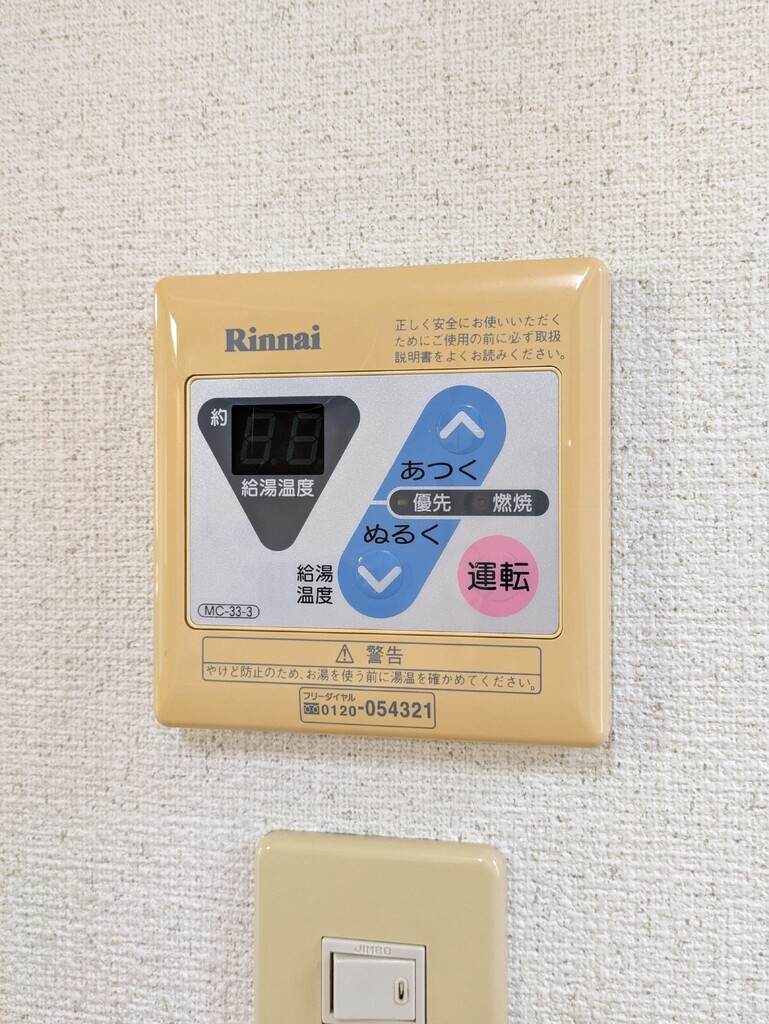 Rinnai
正しく安全にお使いいただく
ためにご使用の前に必ず取扱
説明書をよくお読みください。
約
給湯温度
あつく
優先 燃焼
ぬるく
給湯
温度
運転
MC-33-3
⚠ 警告
やけど防止のため、お湯を使う前に湯温を確かめてください。
フリーダイヤル
0120-054321
JIMBO